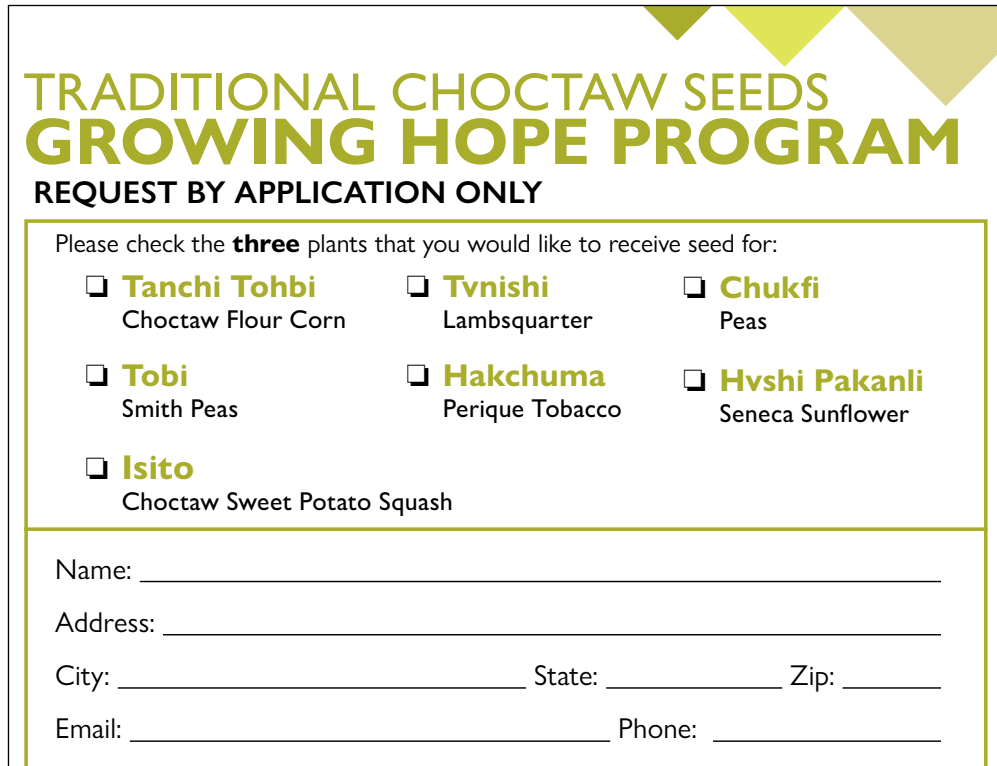 TRADITIONAL CHOCTAW SEEDS
GROWING HOPE PROGRAM
REQUEST BY APPLICATION ONLY
Please check the three plants that you would like to receive seed for:
❏ Tanchi Tohbi
Choctaw Flour Corn
❏ Tvnishi
Lambsquarter
❏ Chukfi
Peas
❏ Tobi
Smith Peas
❏ Hakchuma
Perique Tobacco
❏ Hvshi Pakanli
Seneca Sunflower
❏ Isito
Choctaw Sweet Potato Squash
Name:
Address:
City: State: Zip:
Email: Phone: